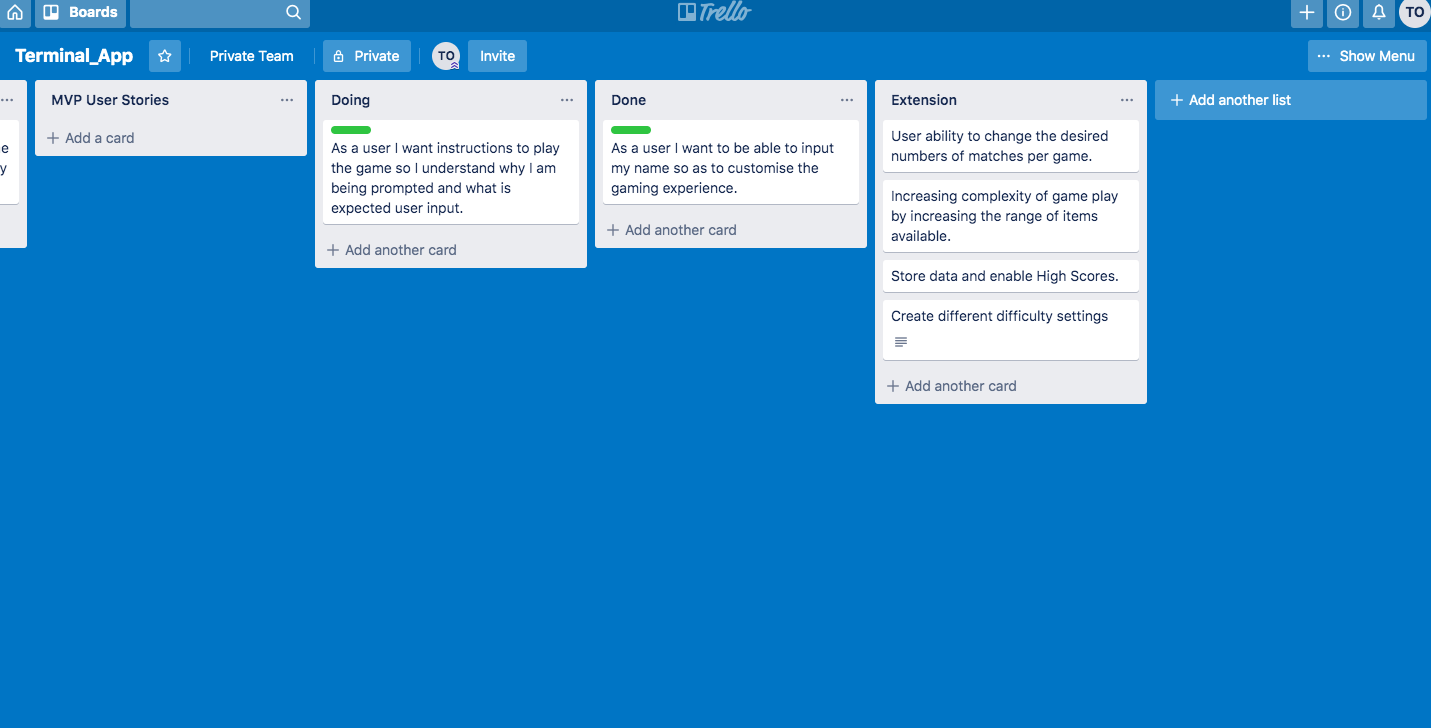 Boards
Trello
TO
Terminal_App
Private Team
Private
TO
Invite
... Show Menu
...
e
y
MVP User Stories ...
+ Add a card
Doing ...
As a user I want instructions to play
the game so I understand why I am
being prompted and what is
expected user input.
+ Add another card
Done ...
As a user I want to be able to input
my name so as to customise the
gaming experience.
+ Add another card
Extension ...
User ability to change the desired
numbers of matches per game.
Increasing complexity of game play
by increasing the range of items
available.
Store data and enable High Scores.
Create different difficulty settings
+ Add another card
+ Add another list